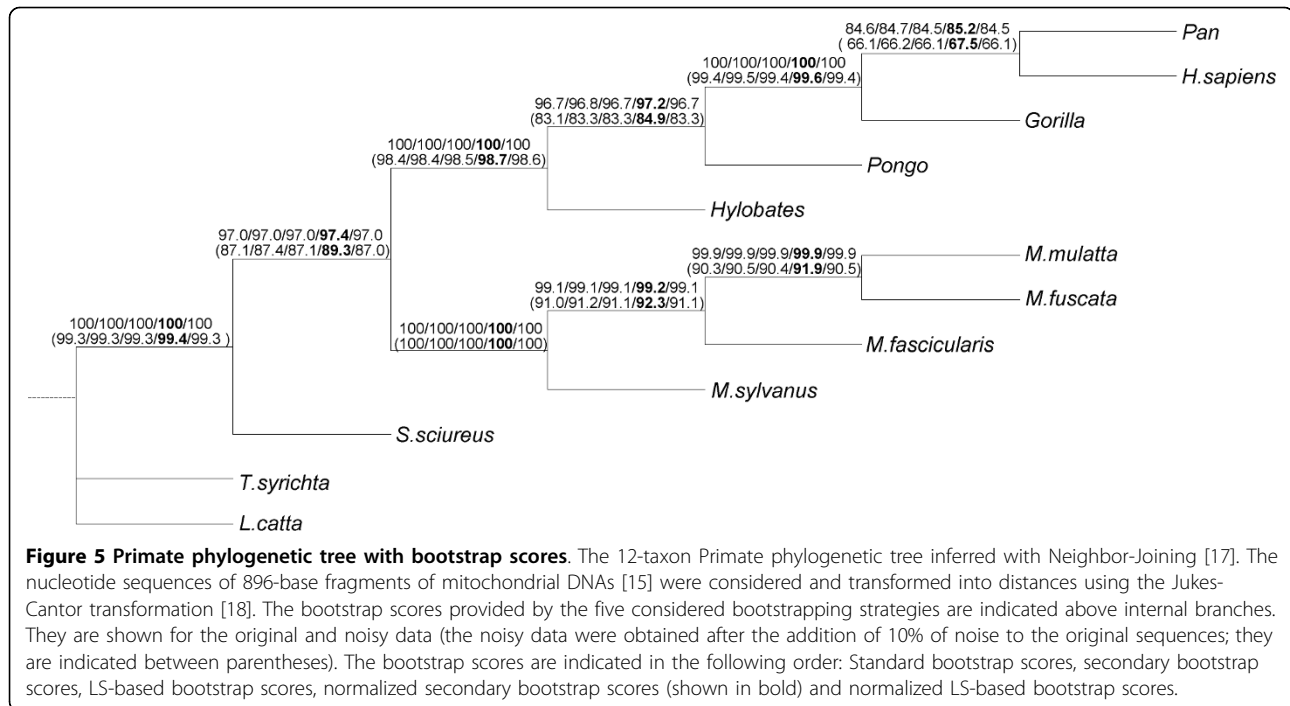 84.6/84.7/84.5/85.2/84.5
( 66.1/66.2/66.1/67.5/66.1)
Pan
H.sapiens
100/100/100/100/100
(99.4/99.5/99.4/99.6/99.4)
Gorilla
96.7/96.8/96.7/97.2/96.7
(83.1/83.3/83.3/84.9/83.3)
Pongo
100/100/100/100/100
(98.4/98.4/98.5/98.7/98.6)
Hylobates
97.0/97.0/97.0/97.4/97.0
(87.1/87.4/87.1/89.3/87.0)
99.9/99.9/99.9/99.9/99.9
(90.3/90.5/90.4/91.9/90.5)
M.mulatta
M.fuscata
99.1/99.1/99.1/99.2/99.1
(91.0/91.2/91.1/92.3/91.1)
M.fascicularis
100/100/100/100/100
(100/100/100/100/100)
M.sylvanus
100/100/100/100/100
(99.3/99.3/99.3/99.4/99.3 )
S.sciureus
T.syrichta
L.catta
Figure 5 Primate phylogenetic tree with bootstrap scores. The 12-taxon Primate phylogenetic tree inferred with Neighbor-Joining [17]. The
nucleotide sequences of 896-base fragments of mitochondrial DNAs [15] were considered and transformed into distances using the Jukes-
Cantor transformation [18]. The bootstrap scores provided by the five considered bootstrapping strategies are indicated above internal branches.
They are shown for the original and noisy data (the noisy data were obtained after the addition of 10% of noise to the original sequences; they
are indicated between parentheses). The bootstrap scores are indicated in the following order: Standard bootstrap scores, secondary bootstrap
scores, LS-based bootstrap scores, normalized secondary bootstrap scores (shown in bold) and normalized LS-based bootstrap scores.